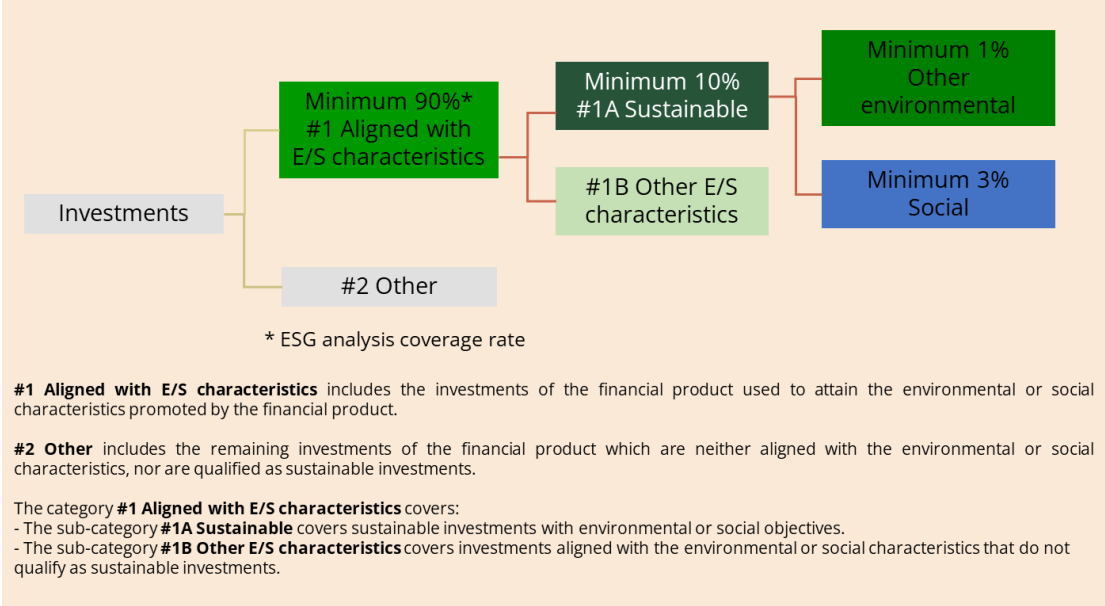 Minimum 90%*
#1 Aligned with
E/S characteristics
Investments
#2 Other
Minimum 10%
#1A Sustainable
#1B Other E/S
characteristics
Minimum 1%
Other
environmental
Minimum 3%
Social
* ESG analysis coverage rate
#1 Aligned with E/S characteristics includes the investments of the financial product used to attain the environmental or social
characteristics promoted by the financial product.
#2 Other includes the remaining investments of the financial product which are neither aligned with the environmental or social
characteristics, nor are qualified as sustainable investments.
The category #1 Aligned with E/S characteristics covers:
- The sub-category #1A Sustainable covers sustainable investments with environmental or social objectives.
- The sub-category #1B Other E/S characteristics covers investments aligned with the environmental or social characteristics that do not
qualify as sustainable investments.